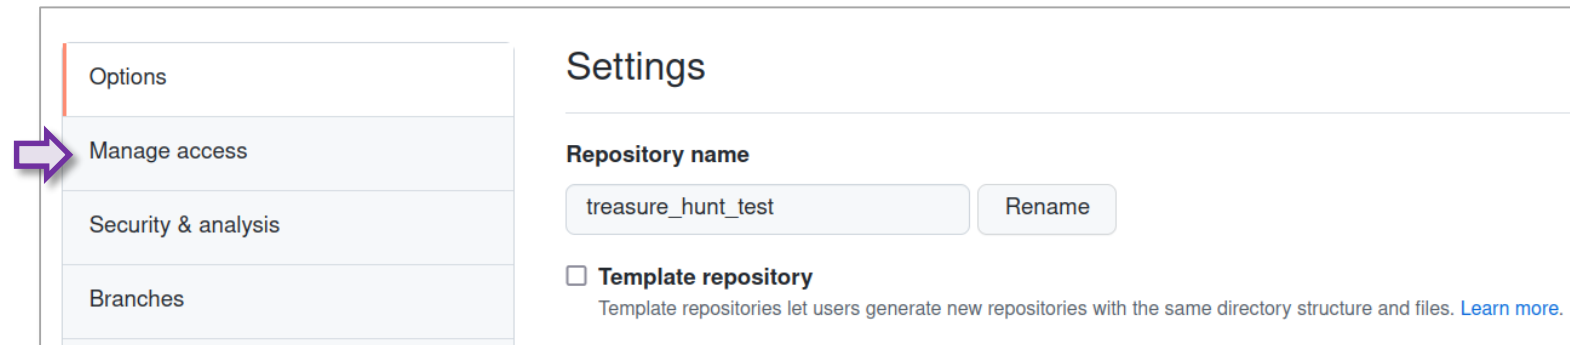 Options
Manage access
Security & analysis
Branches
Settings
Repository name
treasure_hunt_test
Rename
Template repository
Template repositories let users generate new repositories with the same directory structure and files. Learn more.